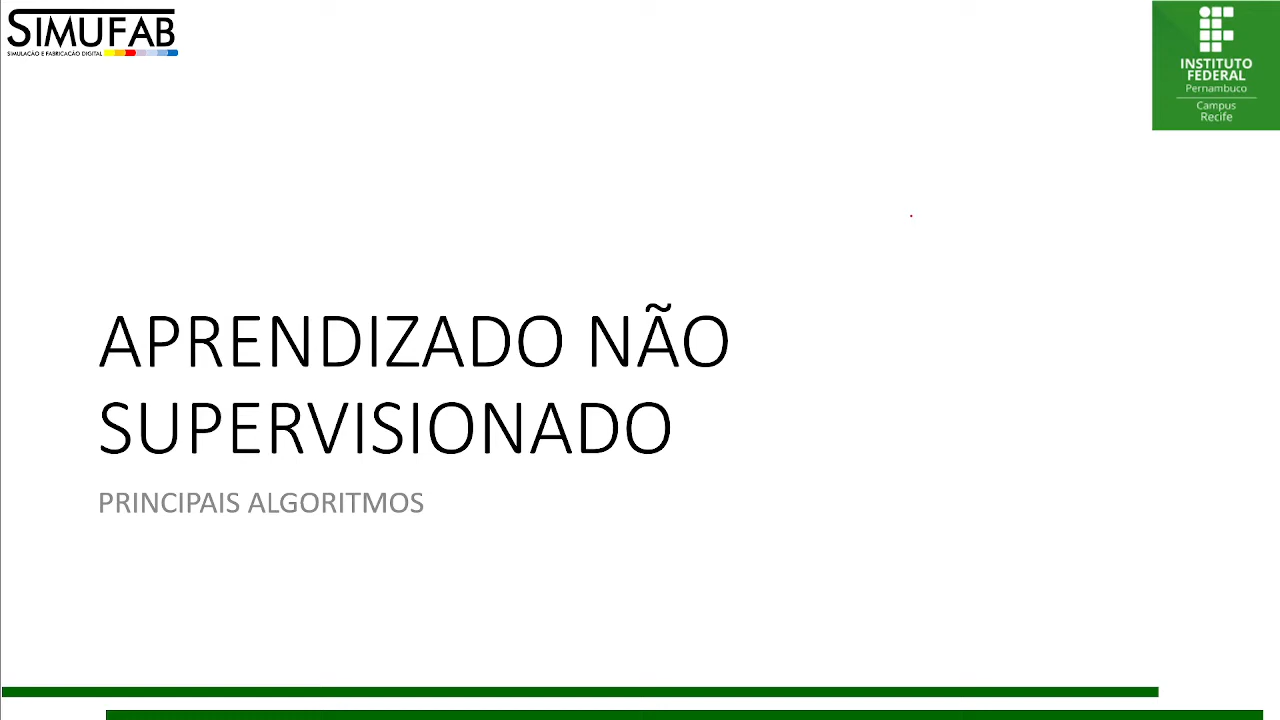 SIMUFAB
SIMULAÇÃO E FABRICAÇÃO DIGITAL
INSTITUTO
FEDERAL
Pernambuco
Campus
Recife
APRENDIZADO NÃO
SUPERVISIONADO
PRINCIPAIS ALGORITMOS